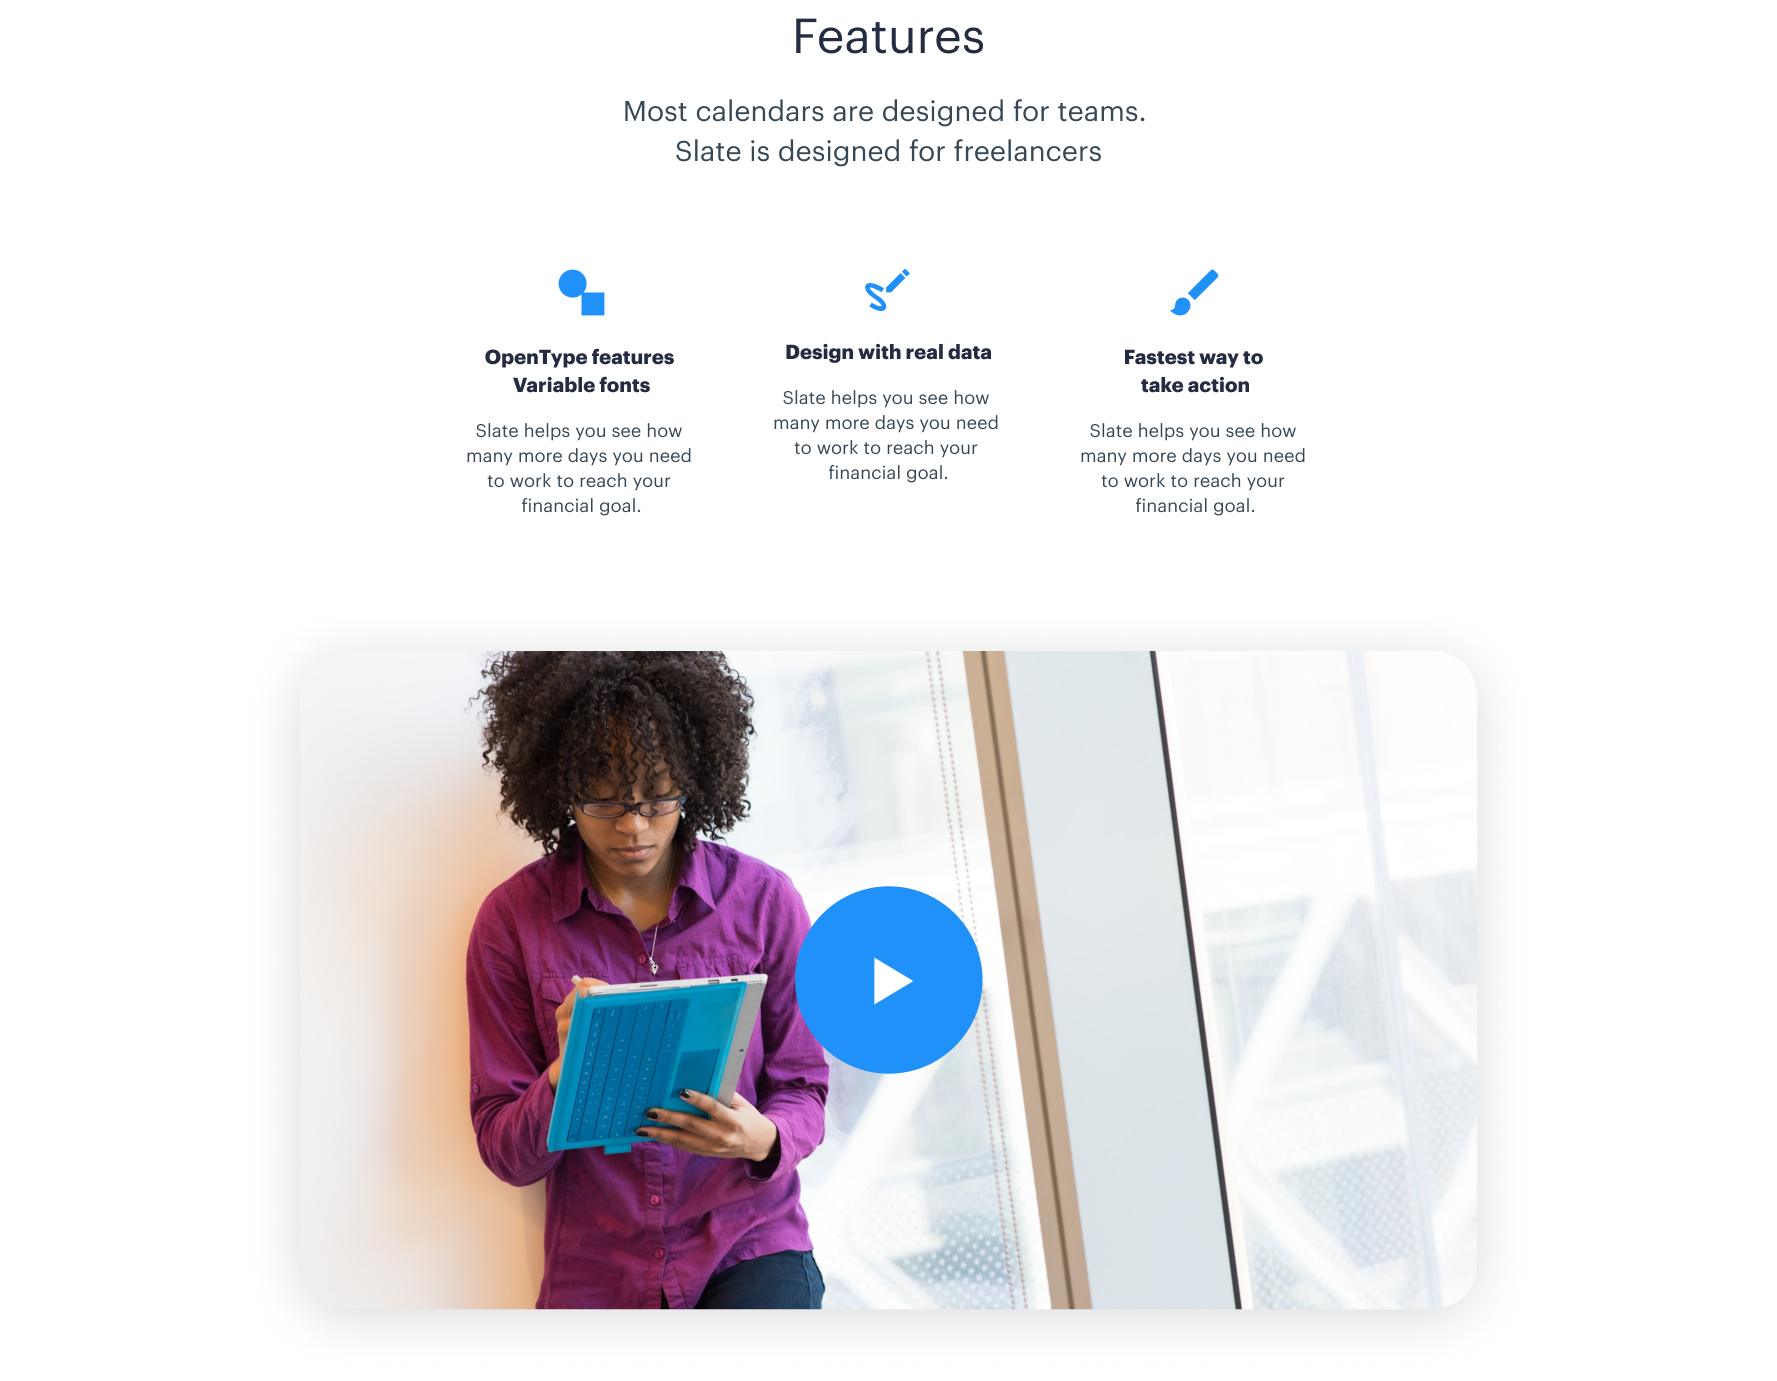 Features
Most calendars are designed for teams.
Slate is designed for freelancers
OpenType features
Variable fonts
Slate helps you see how
many more days you need
to work to reach your
financial goal.
Design with real data
Slate helps you see how
many more days you need
to work to reach your
financial goal.
Fastest way to
take action
Slate helps you see how
many more days you need
to work to reach your
financial goal.